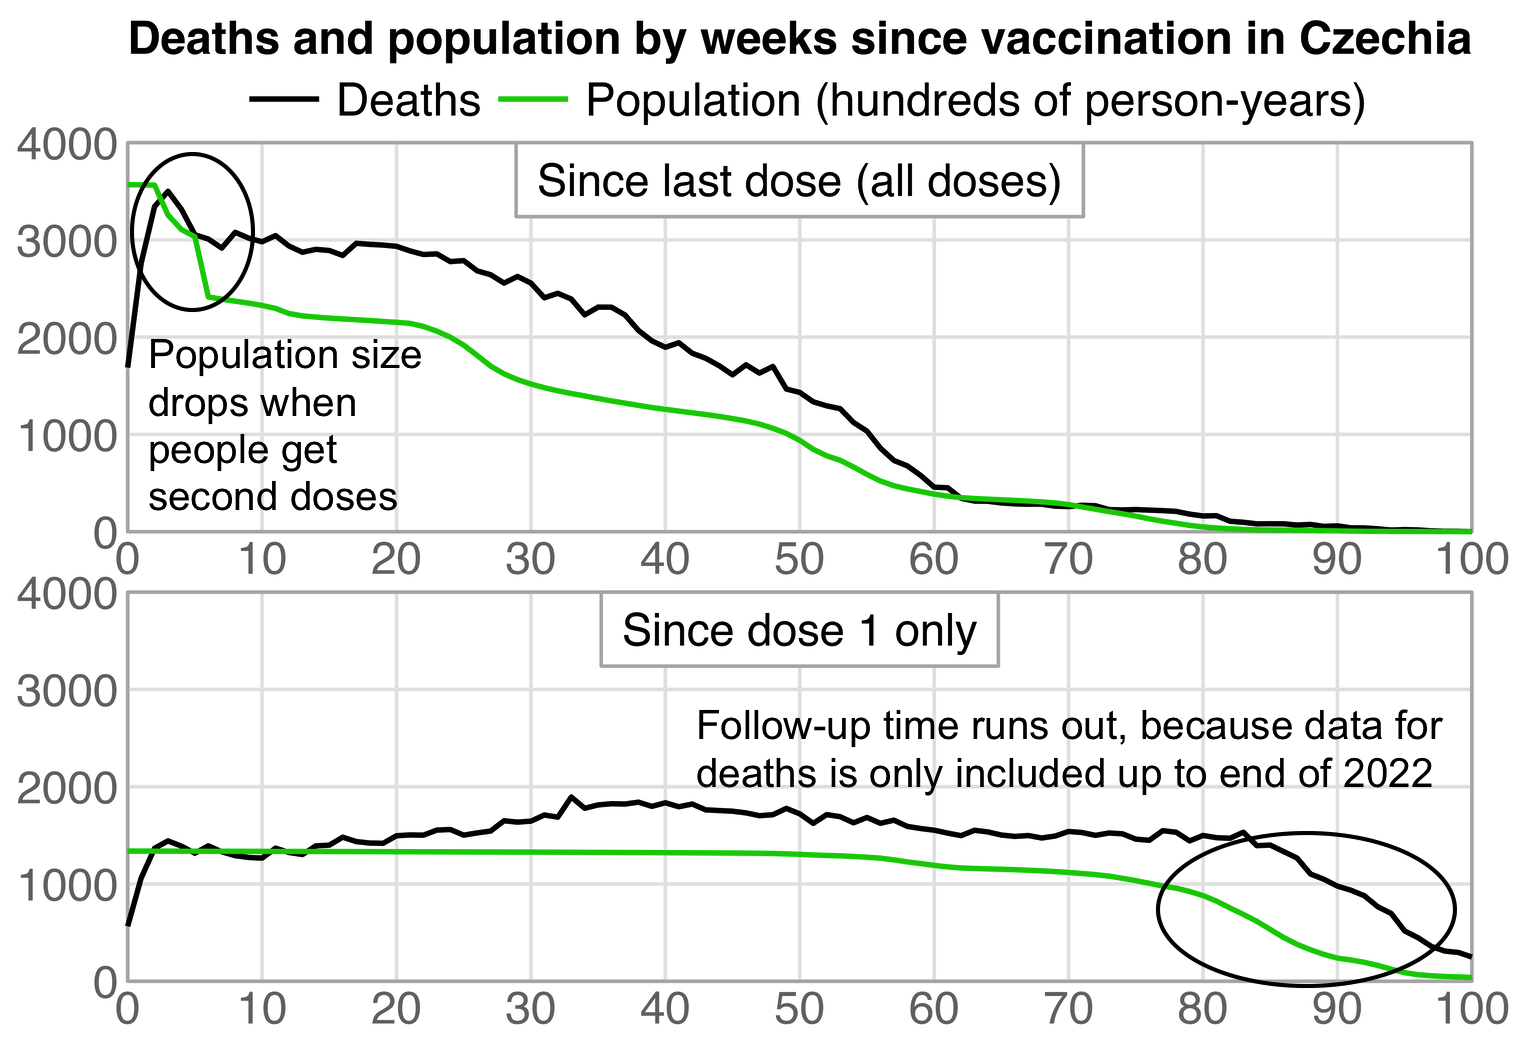 Deaths and population by weeks since vaccination in Czechia
Deaths Population (hundreds of person-years)
Since last dose (all doses)
4000
3000
2000
1000
0
Population size
drops when
people get
second doses
0 10 20 30 40 50 60 70 80 90 100
Since dose 1 only
4000
3000
2000
1000
0
Follow-up time runs out, because data for
deaths is only included up to end of 2022
0 10 20 30 40 50 60 70 80 90 100